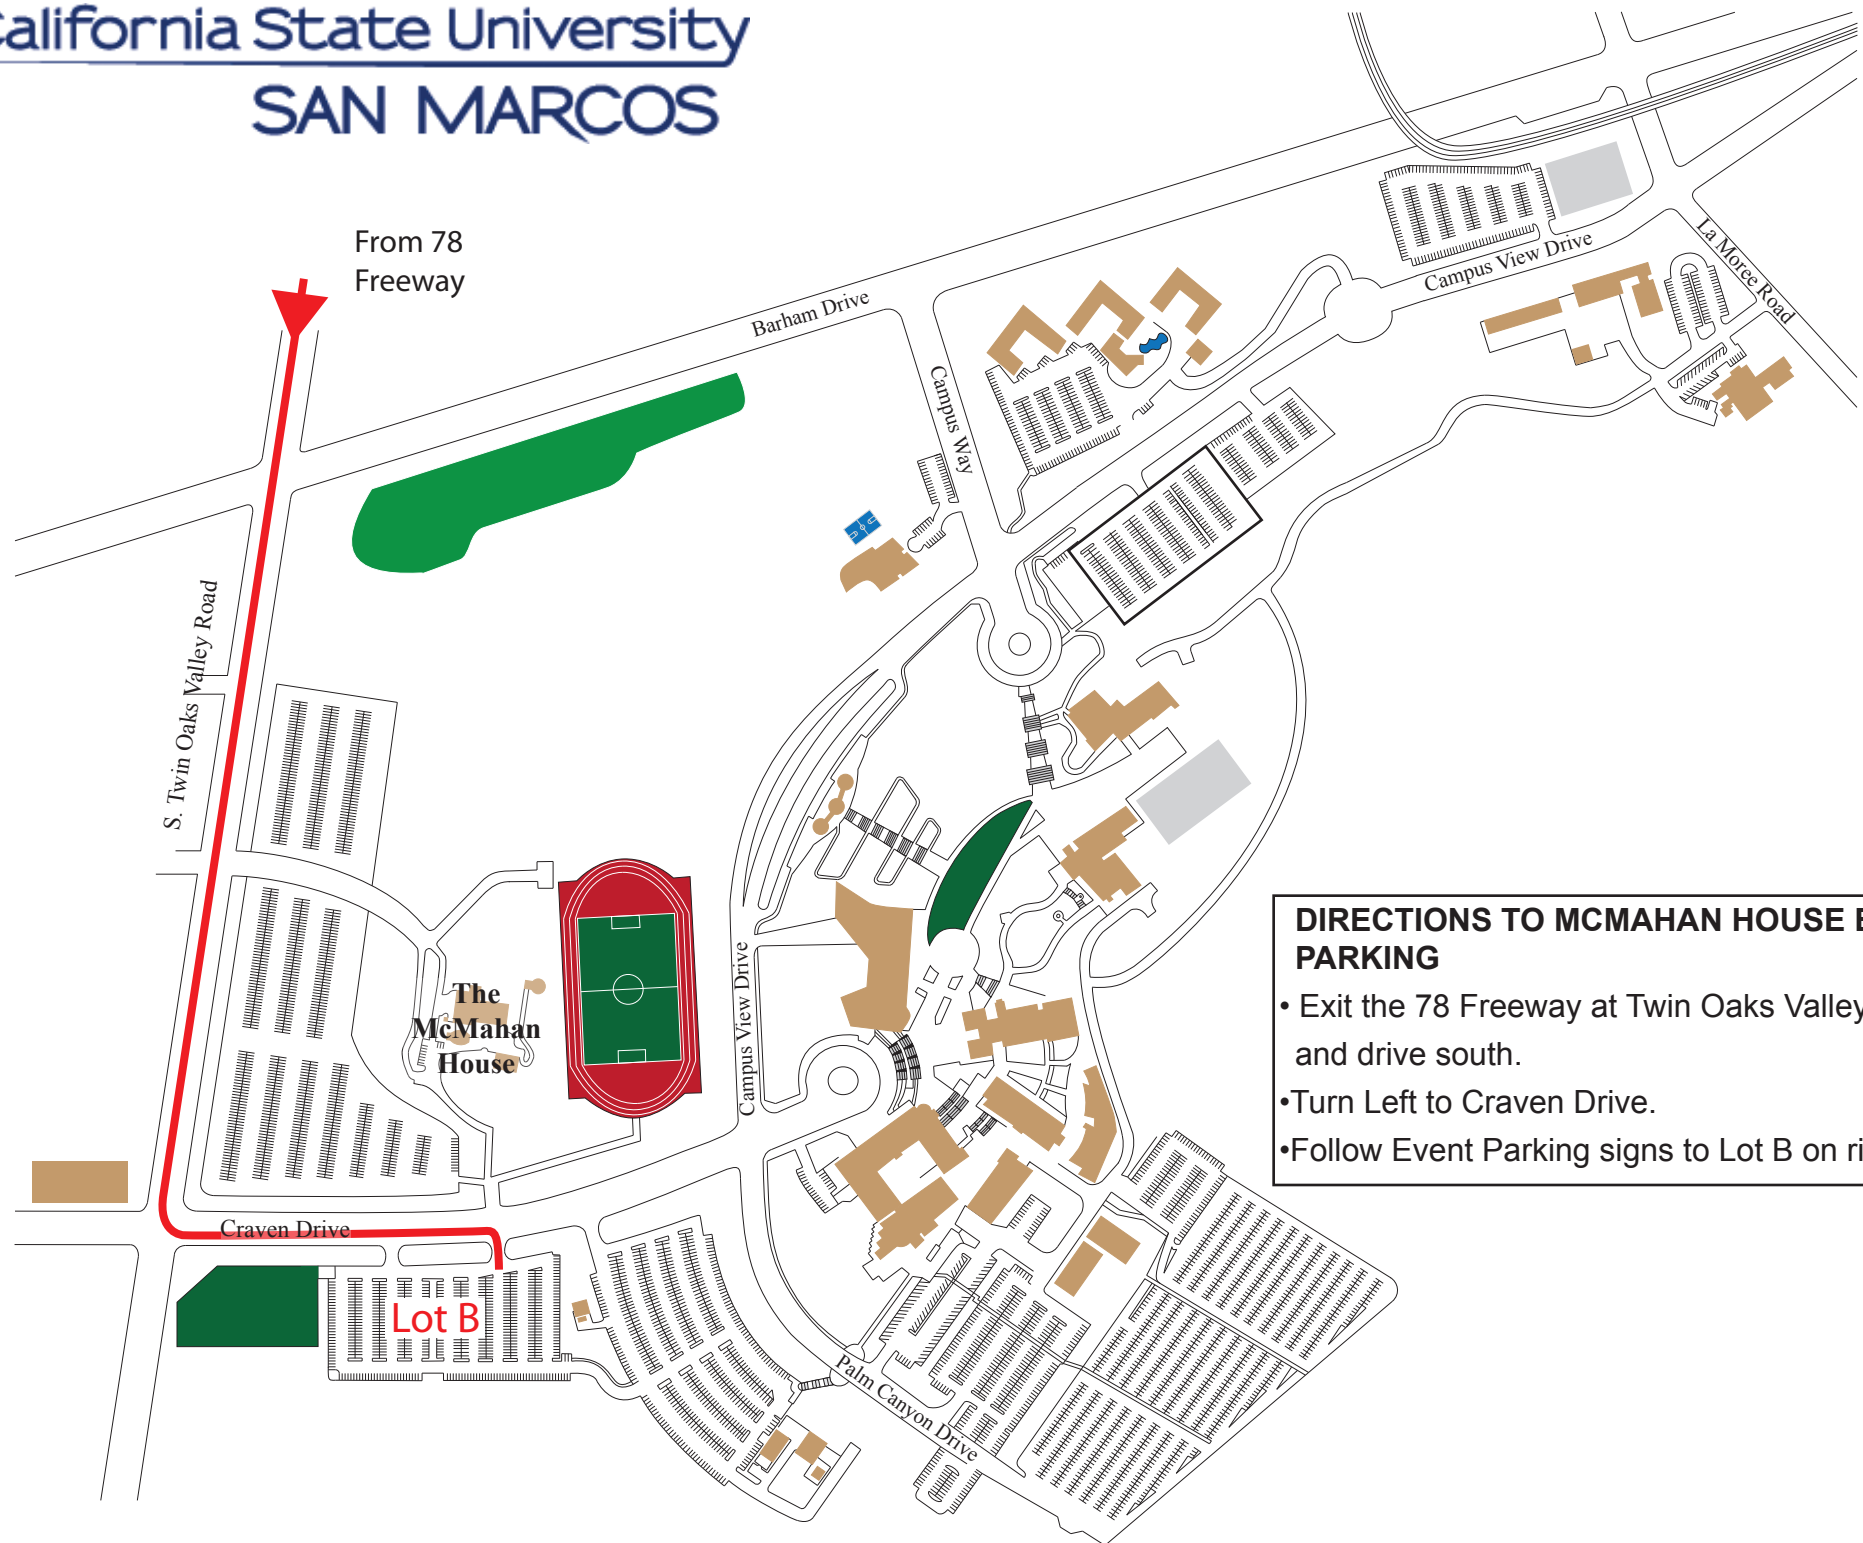 California State University
SAN MARCOS
From 78
Freeway
Barham Drive
Campus Way
Campus View Drive
La Moree Road
S. Twin Oaks Valley Road
The
McMahan
House
Campus View Drive
Craven Drive
Lot B
Palm Canyon Drive
DIRECTIONS TO MCMAHAN HOUSE
PARKING
• Exit the 78 Freeway at Twin Oaks Valley
and drive south.
•Turn Left to Craven Drive.
•Follow Event Parking signs to Lot B on